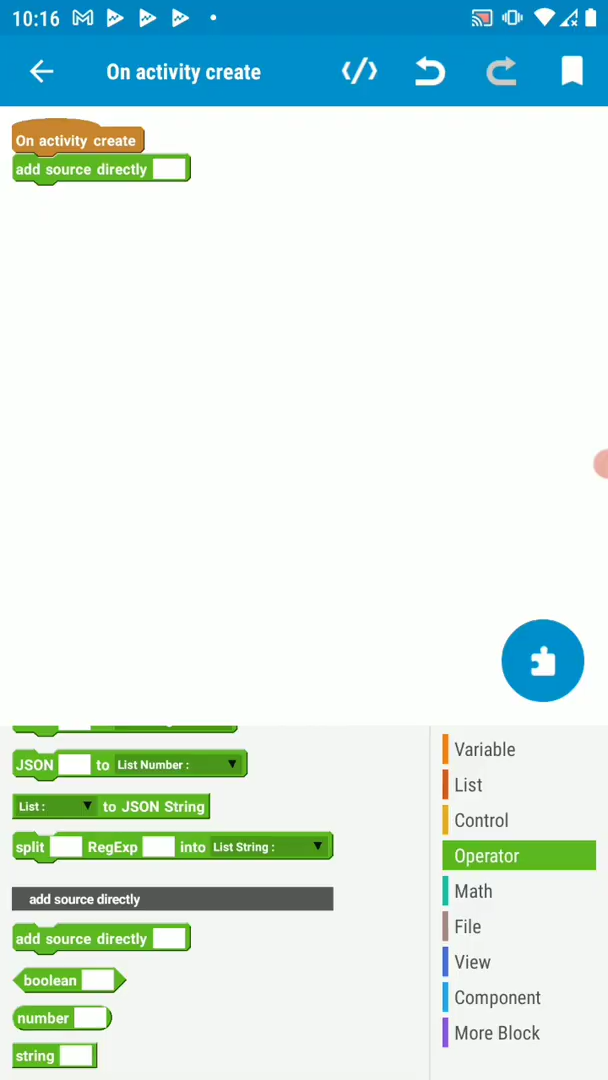 10:16
On activity create
On activity create
add source directly
JSON to List Number :
List : to JSON String
split RegExp into List String :
add source directly
add source directly
boolean
number
string
Variable
List
Control
Operator
Math
File
View
Component
More Block